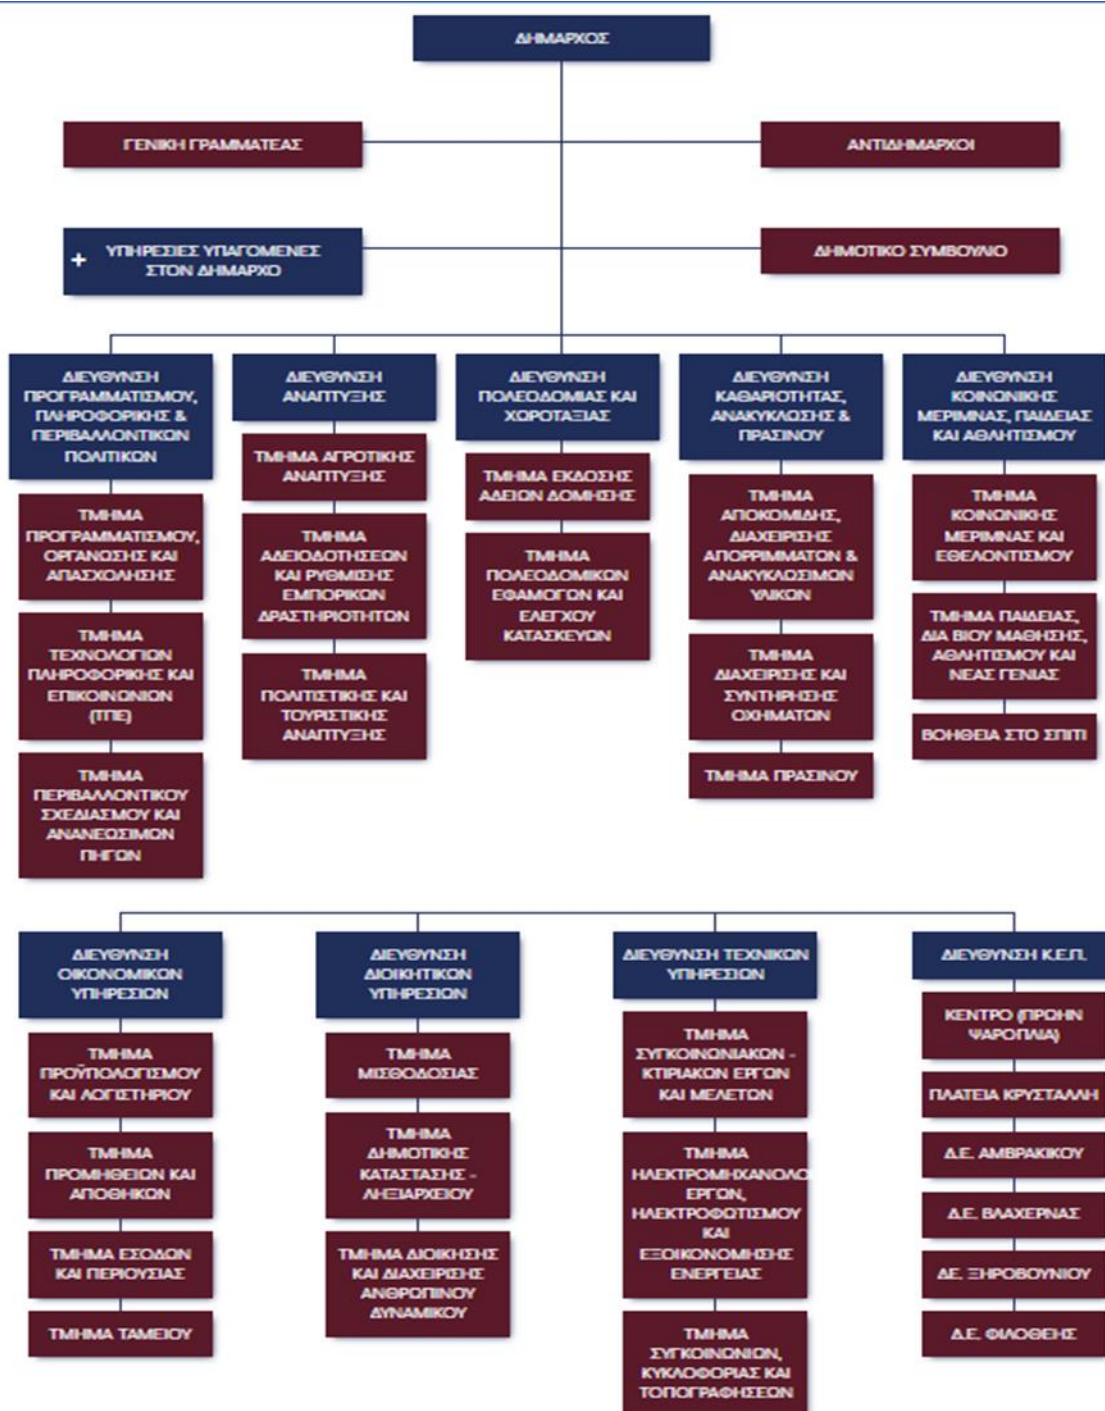 ΔΗΜΑΡΧΟΣ
ΓΕΝΙΚΗ ΓΡΑΜΜΑΤΕΑΣ
ΑΝΤΙΔΗΜΑΡΧΟΙ
+ ΥΠΗΡΕΣΙΕΣ ΥΠΑΓΟΜΕΝΕΣ
ΣΤΟΝ ΔΗΜΑΡΧΟ
ΔΗΜΟΤΙΚΟ ΣΥΜΒΟΥΛΙΟ
ΔΙΕΥΘΥΝΣΗ
ΠΡΟΓΡΑΜΜΑΤΙΣΜΟΥ,
ΠΛΗΡΟΦΟΡΙΚΗΣ &
ΠΕΡΙΒΑΛΛΟΝΤΙΚΩΝ
ΠΟΛΙΤΙΚΩΝ
ΤΜΗΜΑ
ΠΡΟΓΡΑΜΜΑΤΙΣΜΟΥ,
ΟΡΓΑΝΩΣΗΣ ΚΑΙ
ΑΠΑΣΧΟΛΗΣΗΣ
ΤΜΗΜΑ
ΤΕΧΝΟΛΟΓΙΩΝ
ΠΛΗΡΟΦΟΡΙΚΗΣ ΚΑΙ
ΕΠΙΚΟΙΝΩΝΙΩΝ
(ΤΠΕ)
ΤΜΗΜΑ
ΠΕΡΙΒΑΛΛΟΝΤΙΚΟΥ
ΣΧΕΔΙΑΣΜΟΥ ΚΑΙ
ΑΝΑΝΕΩΣΙΜΩΝ
ΠΗΓΩΝ
ΔΙΕΥΘΥΝΣΗ
ΑΝΑΠΤΥΞΗΣ
ΤΜΗΜΑ ΑΓΡΟΤΙΚΗΣ
ΑΝΑΠΤΥΞΗΣ
ΤΜΗΜΑ
ΑΔΕΙΟΔΟΤΗΣΕΩΝ
ΚΑΙ ΡΥΘΜΙΣΗΣ
ΕΜΠΟΡΙΚΩΝ
ΔΡΑΣΤΗΡΙΟΤΗΤΩΝ
ΤΜΗΜΑ
ΠΟΛΙΤΙΣΤΙΚΗΣ ΚΑΙ
ΤΟΥΡΙΣΤΙΚΗΣ
ΑΝΑΠΤΥΞΗΣ
ΔΙΕΥΘΥΝΣΗ
ΠΟΛΕΟΔΟΜΙΑΣ ΚΑΙ
ΧΩΡΟΤΑΞΙΑΣ
ΤΜΗΜΑ ΕΚΔΟΣΗΣ
ΑΔΕΙΩΝ ΔΟΜΗΣΗΣ
ΤΜΗΜΑ
ΠΟΛΕΟΔΟΜΙΚΩΝ
ΕΦΑΜΟΓΩΝ ΚΑΙ
ΕΛΕΓΧΟΥ
ΚΑΤΑΣΚΕΥΩΝ
ΔΙΕΥΘΥΝΣΗ
ΚΑΘΑΡΙΟΤΗΤΑΣ,
ΑΝΑΚΥΚΛΩΣΗΣ &
ΠΡΑΣΙΝΟΥ
ΤΜΗΜΑ
ΑΠΟΚΟΜΙΔΗΣ,
ΔΙΑΧΕΙΡΙΣΗΣ
ΑΠΟΡΡΙΜΜΑΤΩΝ &
ΑΝΑΚΥΚΛΩΣΙΜΩΝ
ΥΛΙΚΩΝ
ΤΜΗΜΑ
ΔΙΑΧΕΙΡΙΣΗΣ ΚΑΙ
ΣΥΝΤΗΡΗΣΗΣ
ΟΧΗΜΑΤΩΝ
ΤΜΗΜΑ ΠΡΑΣΙΝΟΥ
ΔΙΕΥΘΥΝΣΗ
ΚΟΙΝΩΝΙΚΗΣ
ΜΕΡΙΜΝΑΣ, ΠΑΙΔΕΙΑΣ
ΚΑΙ ΑΘΛΗΤΙΣΜΟΥ
ΤΜΗΜΑ
ΚΟΙΝΩΝΙΚΗΣ
ΜΕΡΙΜΝΑΣ ΚΑΙ
ΕΘΕΛΟΝΤΙΣΜΟΥ
ΤΜΗΜΑ ΠΑΙΔΕΙΑΣ,
ΔΙΑ ΒΙΟΥ ΜΑΘΗΣΗΣ,
ΑΘΛΗΤΙΣΜΟΥ ΚΑΙ
ΝΕΑΣ ΓΕΝΙΑΣ
ΒΟΗΘΕΙΑ ΣΤΟ ΣΠΙΤΙ
ΔΙΕΥΘΥΝΣΗ
ΟΙΚΟΝΟΜΙΚΩΝ
ΥΠΗΡΕΣΙΩΝ
ΤΜΗΜΑ
ΠΡΟΫΠΟΛΟΓΙΣΜΟΥ
ΚΑΙ ΛΟΓΙΣΤΗΡΙΟΥ
ΤΜΗΜΑ
ΠΡΟΜΗΘΕΙΩΝ ΚΑΙ
ΑΠΟΘΗΚΩΝ
ΤΜΗΜΑ ΕΣΟΔΩΝ
ΚΑΙ ΠΕΡΙΟΥΣΙΑΣ
ΤΜΗΜΑ ΤΑΜΕΙΟΥ
ΔΙΕΥΘΥΝΣΗ
ΔΙΟΙΚΗΤΙΚΩΝ
ΥΠΗΡΕΣΙΩΝ
ΤΜΗΜΑ
ΜΙΣΘΟΔΟΣΙΑΣ
ΤΜΗΜΑ
ΔΗΜΟΤΙΚΗΣ
ΚΑΤΑΣΤΑΣΗΣ -
ΛΗΞΙΑΡΧΕΙΟΥ
ΤΜΗΜΑ ΔΙΟΙΚΗΣΗΣ
ΚΑΙ ΔΙΑΧΕΙΡΙΣΗΣ
ΑΝΘΡΩΠΙΝΟΥ
ΔΥΝΑΜΙΚΟΥ
ΔΙΕΥΘΥΝΣΗ ΤΕΧΝΙΚΩΝ
ΥΠΗΡΕΣΙΩΝ
ΤΜΗΜΑ
ΣΥΓΚΟΙΝΩΝΙΑΚΩΝ -
ΚΤΙΡΙΑΚΩΝ ΕΡΓΩΝ
ΚΑΙ ΜΕΛΕΤΩΝ
ΤΜΗΜΑ
ΗΛΕΚΤΡΟΜΗΧΑΝΟΛΟ
ΕΡΓΩΝ,
ΗΛΕΚΤΡΟΦΩΤΙΣΜΟΥ
ΚΑΙ
ΕΞΟΙΚΟΝΟΜΗΣΗΣ
ΕΝΕΡΓΕΙΑΣ
ΤΜΗΜΑ
ΣΥΓΚΟΙΝΩΝΙΩΝ,
ΚΥΚΛΟΦΟΡΙΑΣ ΚΑΙ
ΤΟΠΟΓΡΑΦΗΣΕΩΝ
ΔΙΕΥΘΥΝΣΗ Κ.Ε.Π.
ΚΕΝΤΡΟ (ΠΡΩΗΝ
ΨΑΡΟΠΛΙΑ)
ΠΛΑΤΕΙΑ ΚΡΥΣΤΑΛΛΗ
Δ.Ε. ΑΜΒΡΑΚΙΚΟΥ
Δ.Ε. ΒΛΑΧΕΡΝΑΣ
ΔΕ. ΞΗΡΟΒΟΥΝΙΟΥ
Δ.Ε. ΦΙΛΟΘΕΗΣ